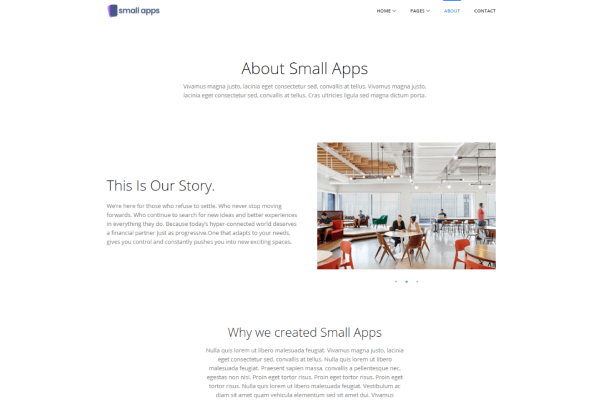 small apps
HOME
PAGES
ABOUT
CONTACT
About Small Apps
Vivamus magna justo, lacinia eget consectetur sed, convallis at tellus. Vivamus magna justo,
lacinia eget consectetur sed, convallis at tellus. Cras ultricies ligula sed magna dictum porta.
This Is Our Story.
We're here for those who refuse to settle. Who never stop moving
forwards. Who continue to search for new ideas and better experiences
in everything they do. Because today's hyper-connected world deserves
a financial partner just as progressive.One that adapts to your needs,
gives you control and constantly pushes you into new exciting spaces.
Why we created Small Apps
Nulla quis lorem ut libero malesuada feugiat. Vivamus magna justo, lacinia
eget consectetur sed, convallis at tellus. Nulla quis lorem ut libero
malesuada feugiat. Praesent sapien massa, convallis a pellentesque nec,
egestas non nisi. Proin eget tortor risus. Proin eget tortor risus. Proin eget
tortor risus. Nulla quis lorem ut libero malesuada feugiat. Vestibulum ac
diam sit amet quam vehicula elementum sed sit amet dui. Vivamus